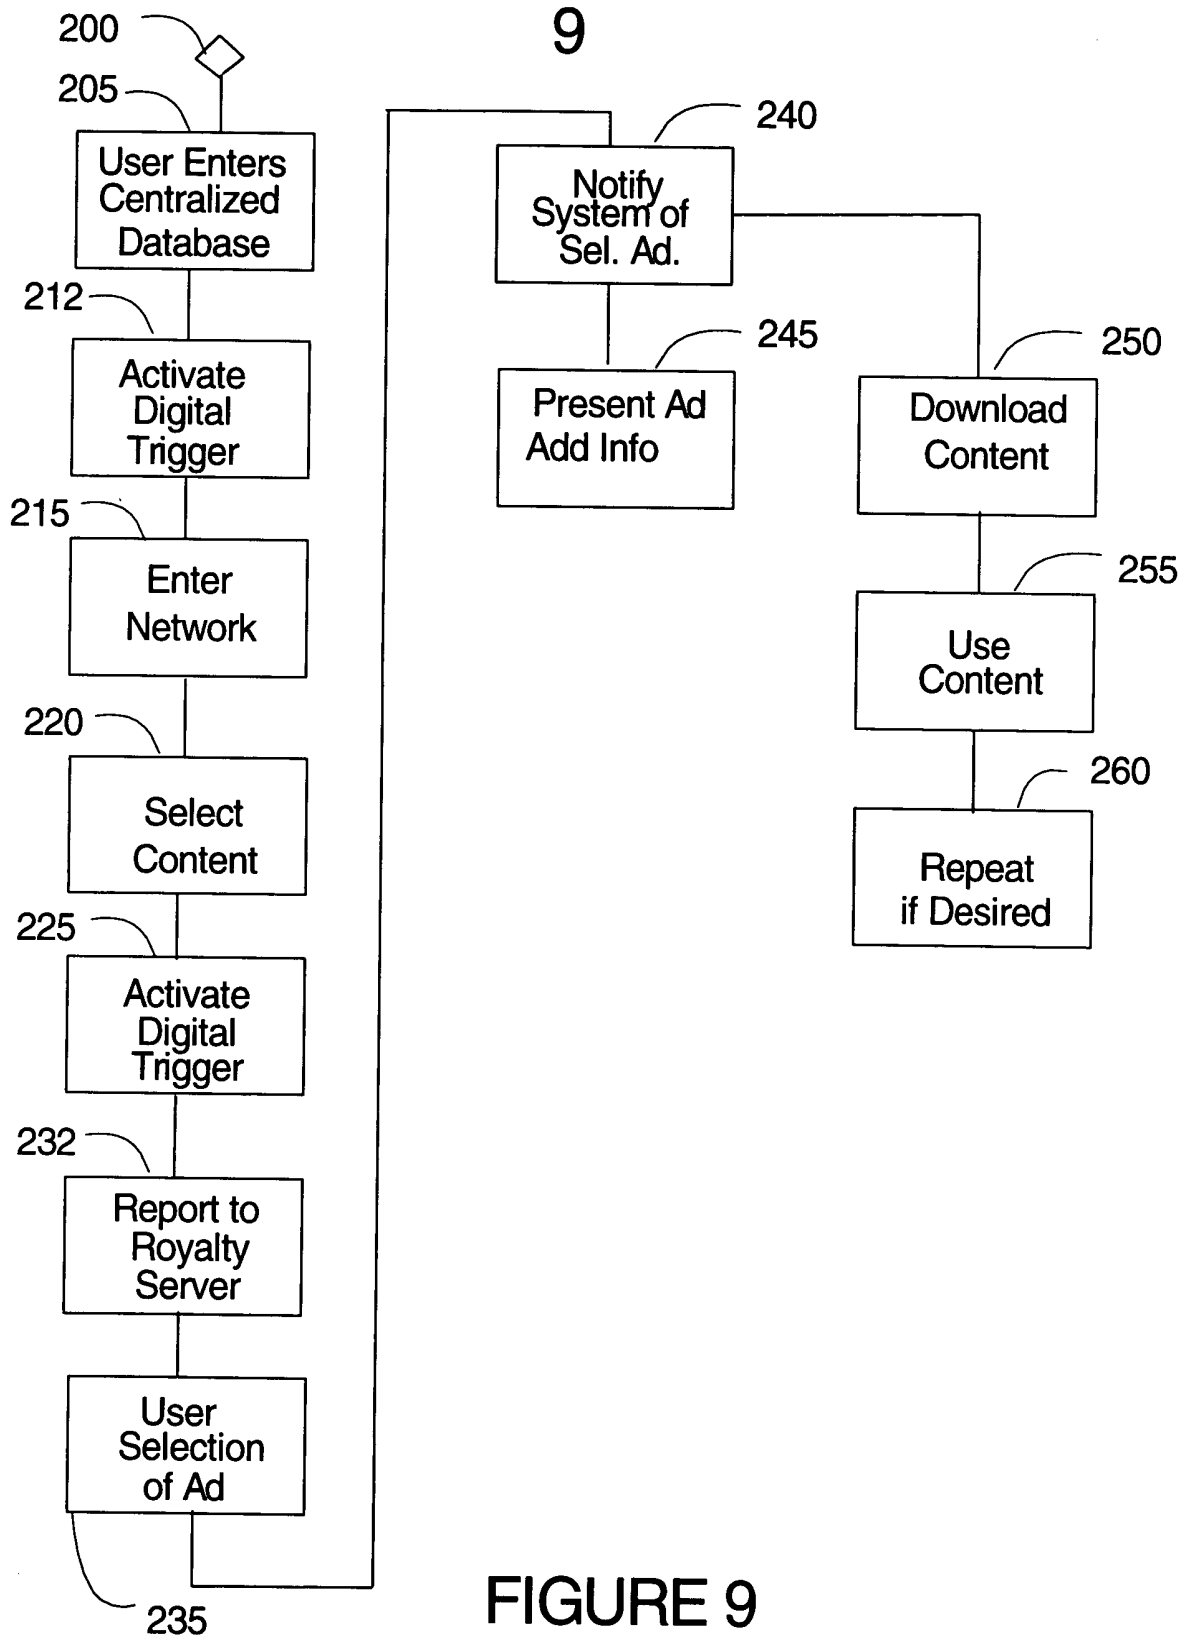 9
200
205
User Enters
Centralized
Database
212
Activate
Digital
Trigger
215
Enter
Network
220
Select
Content
225
Activate
Digital
Trigger
232
Report to
Royalty
Server
User
Selection
of Ad
235
240
Notify
System of
Sel. Ad.
245
Present Ad
Add Info
250
Download
Content
255
Use
Content
260
Repeat
if Desired
FIGURE 9